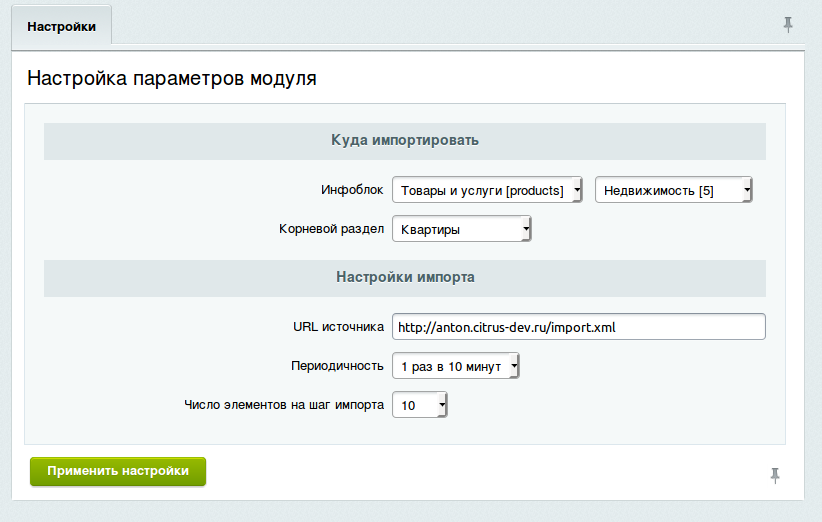 Настройки
Настройка параметров модуля
Куда импортировать
Инфоблок Товары и услуги [products] Недвижимость [5]
Корневой раздел Квартиры
Настройки импорта
URL источника http://anton.citrus-dev.ru/import.xml
Периодичность 1 раз в 10 минут
Число элементов на шаг импорта 10
Применить настройки